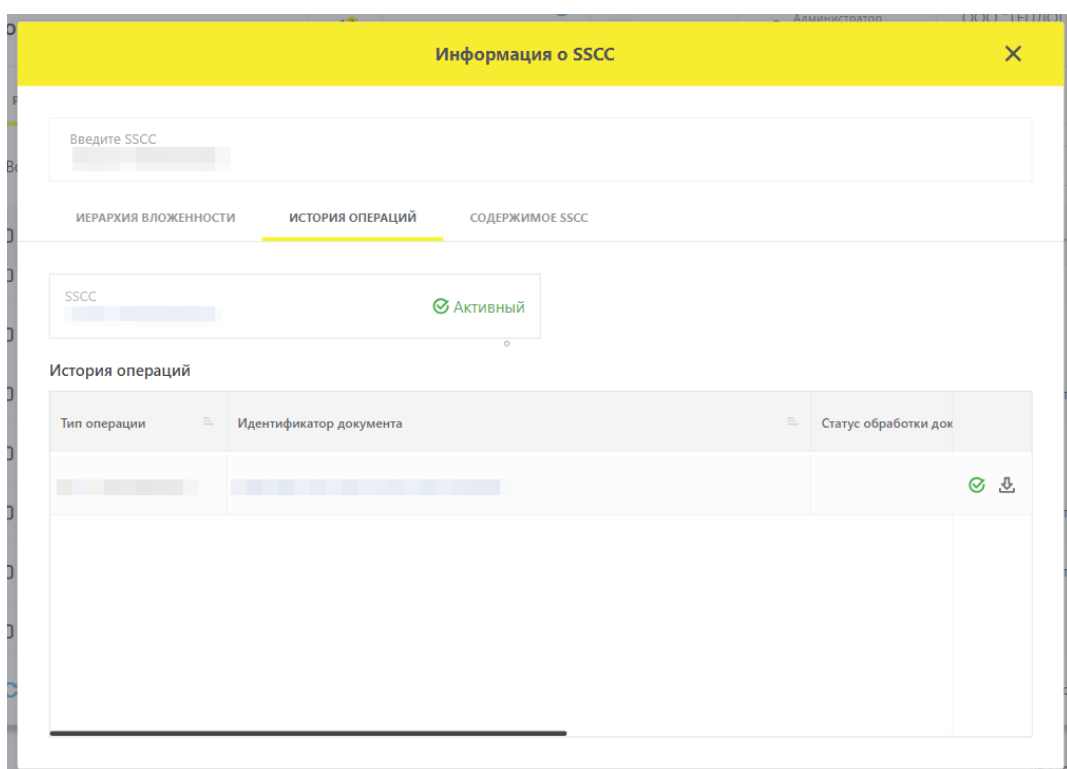 Администратор
Информация о SSCC
Введите SSCC
ИЕРАРХИЯ ВЛОЖЕННОСТИ ИСТОРИЯ ОПЕРАЦИЙ СОДЕРЖИМОЕ SSCC
SSCC
Активный
История операций
Тип операции Идентификатор документа Статус обработки док